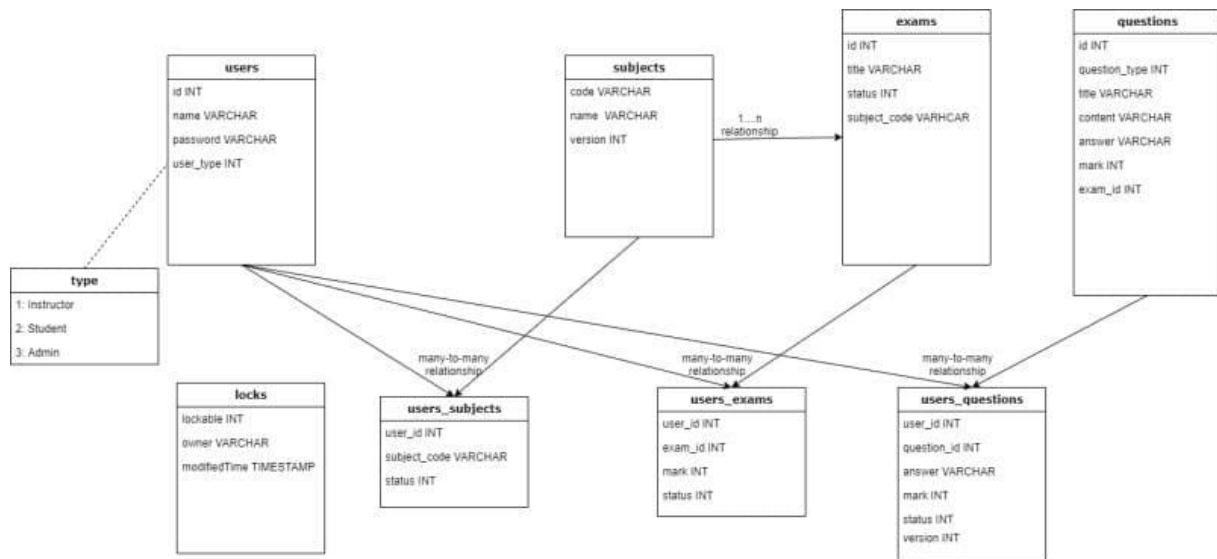 users
id INT
name VARCHAR
password VARCHAR
user_type INT
type
1: Instructor
2: Student
3: Admin
subjects
code VARCHAR
name VARCHAR
version INT
1....n
relationship
exams
id INT
title VARCHAR
status INT
subject_code VARHCAR
questions
id INT
question_type INT
title VARCHAR
content VARCHAR
answer VARCHAR
mark INT
exam_id INT
locks
lockable INT
owner VARCHAR
modifiedTime TIMESTAMP
many-to-many
relationship
users_subjects
user_id INT
subject_code VARCHAR
status INT
many-to-many
relationship
users_exams
user_id INT
exam_id INT
mark INT
status INT
many-to-many
relationship
users_questions
user_id INT
question_id INT
answer VARCHAR
mark INT
status INT
version INT